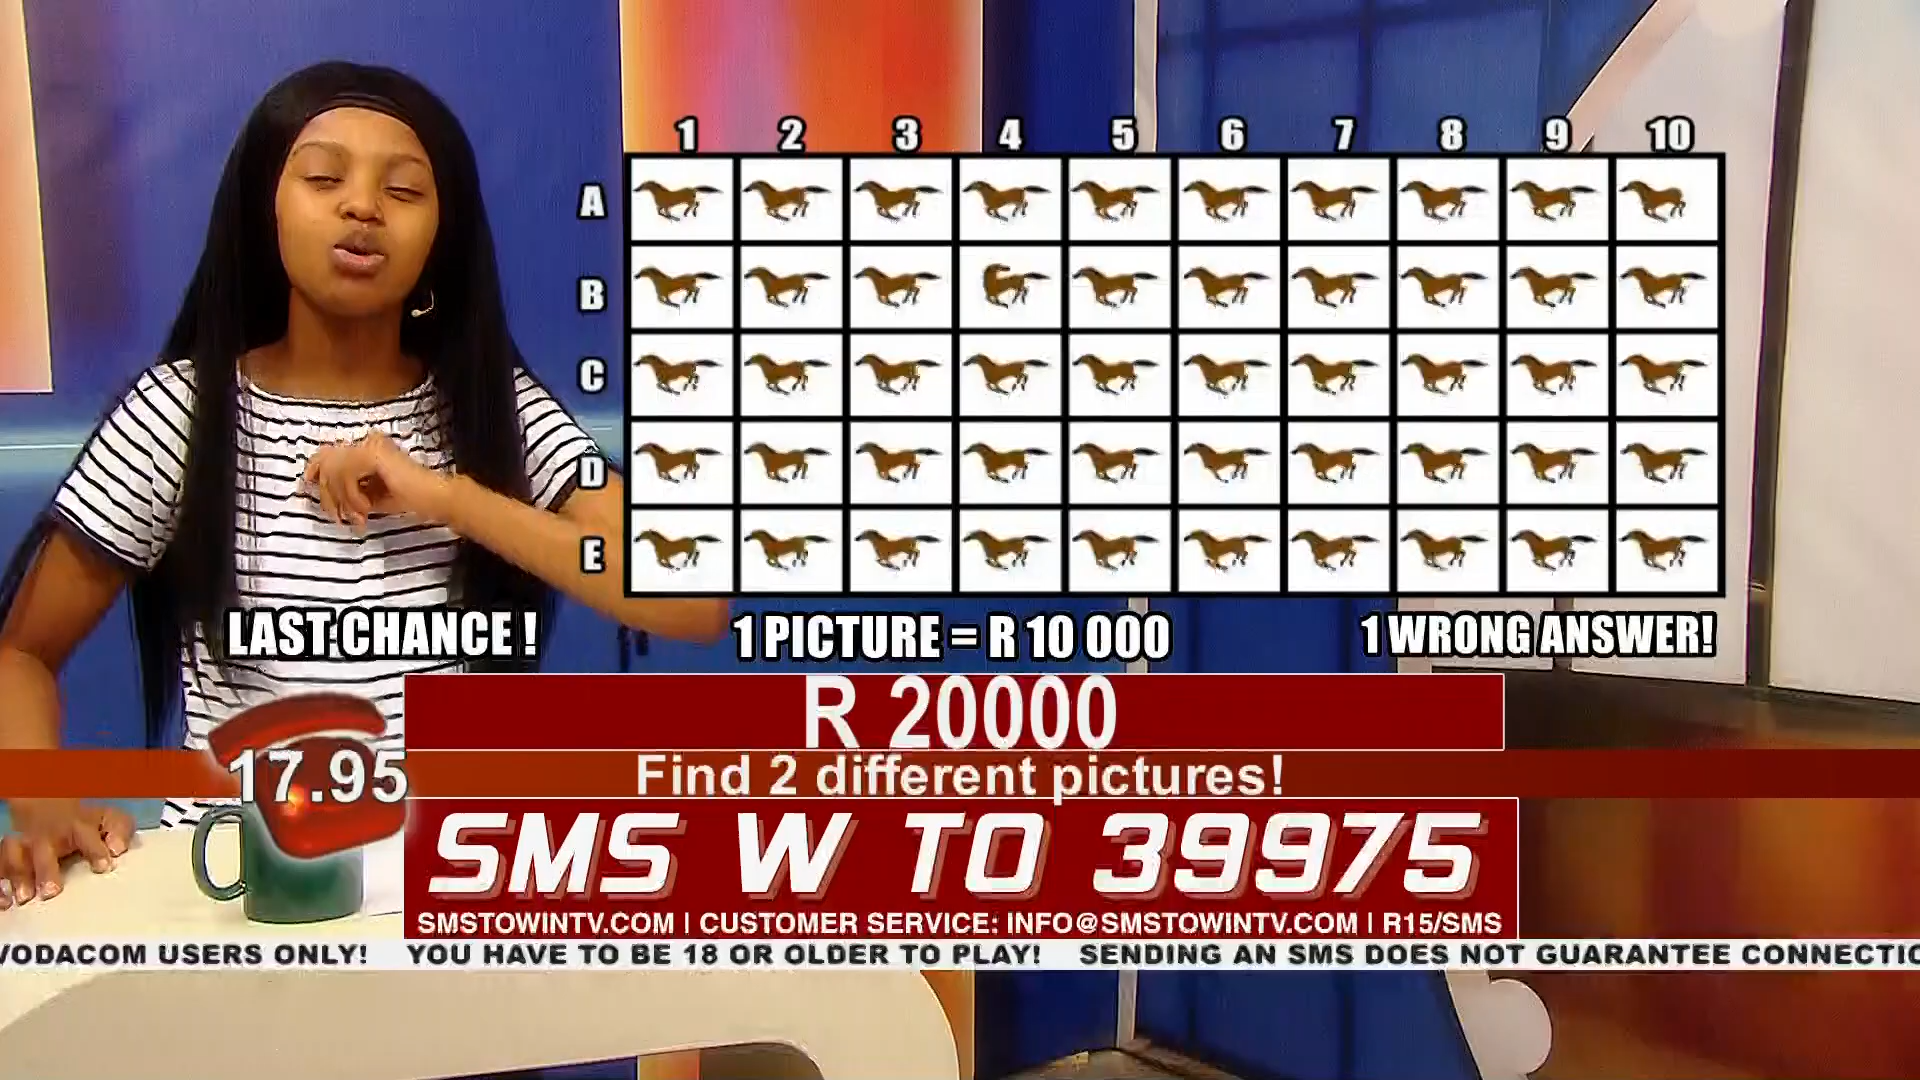 1 2 3 4 5 6 7 8 9 10
A
B
C
D
E
LAST CHANCE !
1 PICTURE = R 10 000
1 WRONG ANSWER!
R 20000
17.95
Find 2 different pictures!
SMS W TO 39975
SMSTOWINTV.COM | CUSTOMER SERVICE: INFO@SMSTOWINTV.COM | R15/SMS
VODACOM USERS ONLY! YOU HAVE TO BE 18 OR OLDER TO PLAY! SENDING AN SMS DOES NOT GUARANTEE CONNECTIO